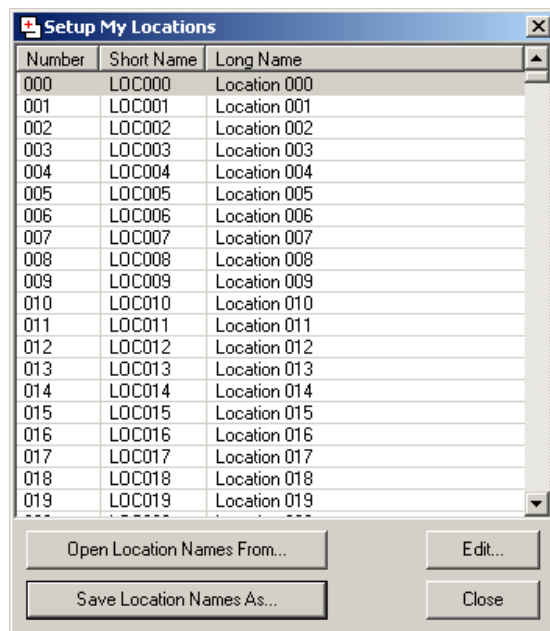 Setup My Locations
Number Short Name Long Name
000 LOC000 Location 000
001 LOC001 Location 001
002 LOC002 Location 002
003 LOC003 Location 003
004 LOC004 Location 004
005 LOC005 Location 005
006 LOC006 Location 006
007 LOC007 Location 007
008 LOC008 Location 008
009 LOC009 Location 009
010 LOC010 Location 010
011 LOC011 Location 011
012 LOC012 Location 012
013 LOC013 Location 013
014 LOC014 Location 014
015 LOC015 Location 015
016 LOC016 Location 016
017 LOC017 Location 017
018 LOC018 Location 018
019 LOC019 Location 019
Open Location Names From... Edit...
Save Location Names As... Close